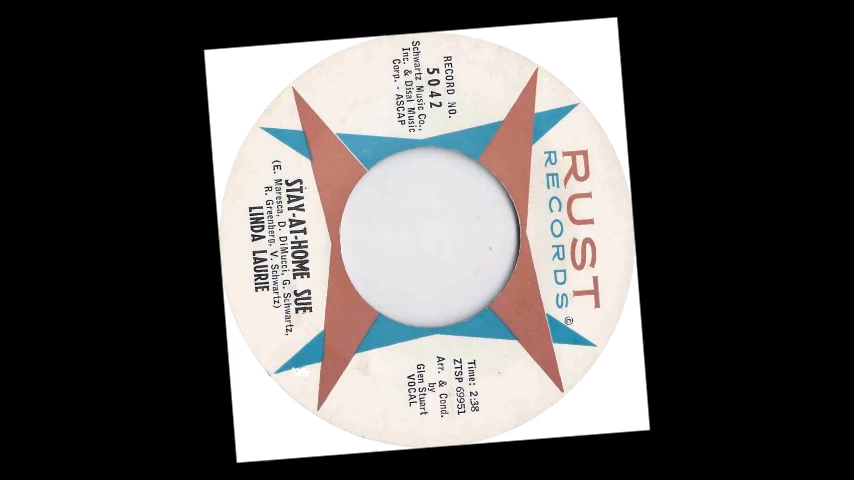 RUST
RECORDS ©
RECORD NO.
5042
Schwartz Music Co.,
Inc. & Disal Music
Corp. - ASCAP
Time: 2:38
ZTSP 69951
Arr. & Cond.
by
Glen Stuart
VOCAL
STAY-AT-HOME SUE
(E. Maresca, D. DiMucci, G. Schwartz,
R. Greenberg, V. Schwartz)
LINDA LAURIE